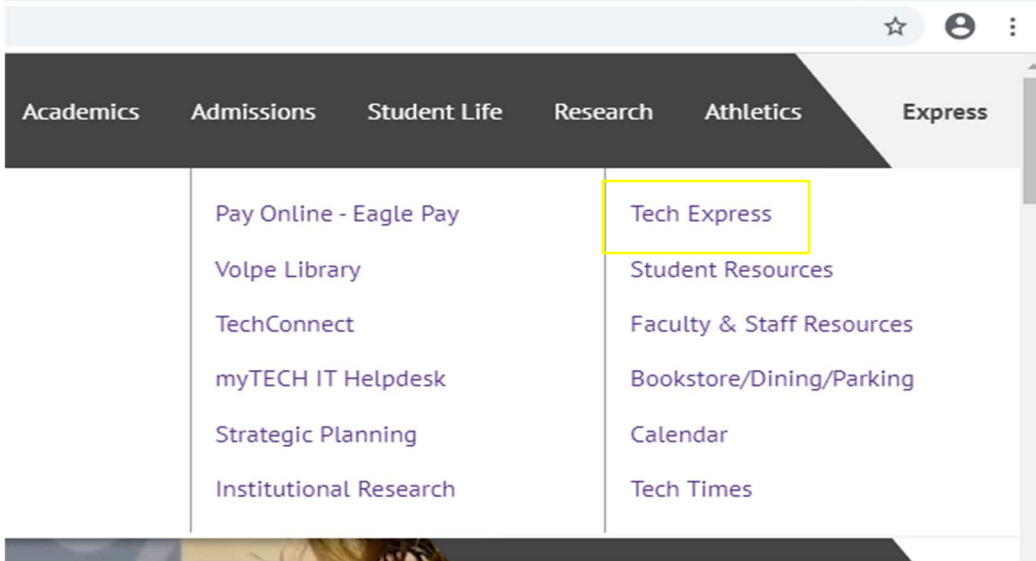 Academics Admissions Student Life Research Athletics Express
Pay Online - Eagle Pay
Volpe Library
TechConnect
myTECH IT Helpdesk
Strategic Planning
Institutional Research
Tech Express
Student Resources
Faculty & Staff Resources
Bookstore/Dining/Parking
Calendar
Tech Times